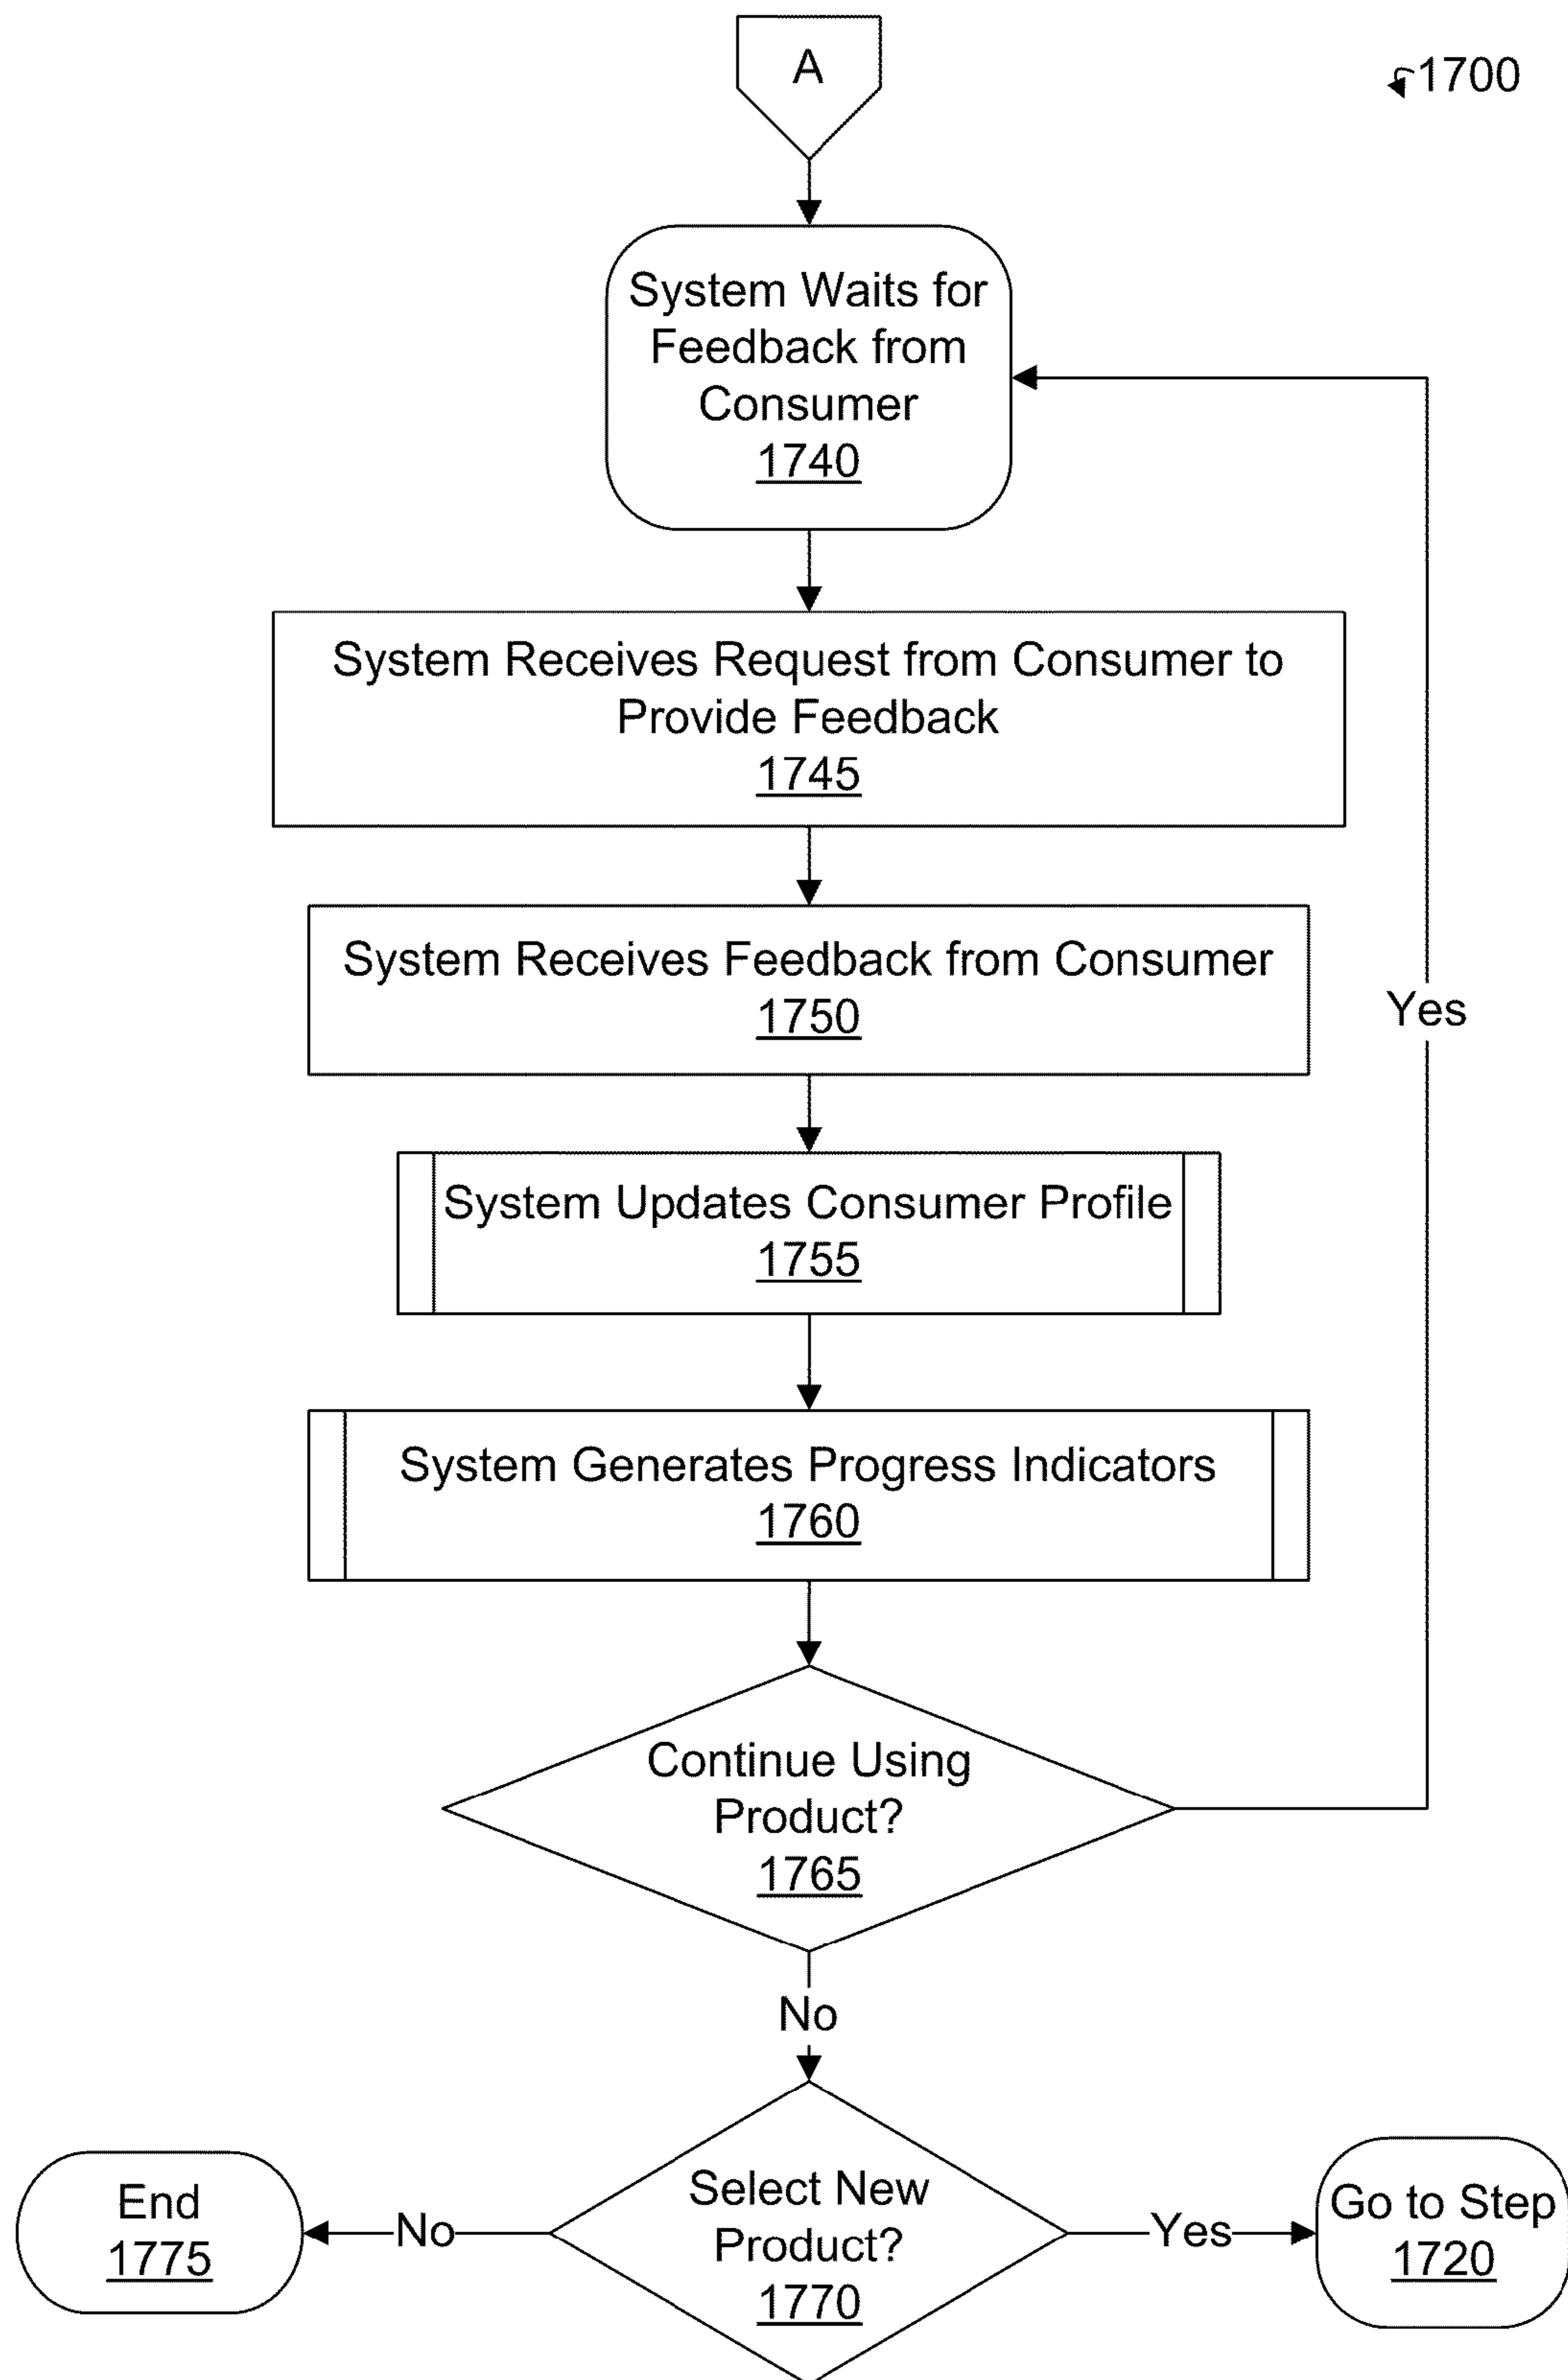 A
1700
System Waits for
Feedback from
Consumer
1740
System Receives Request from Consumer to
Provide Feedback
1745
System Receives Feedback from Consumer
1750
Yes
System Updates Consumer Profile
1755
System Generates Progress Indicators
1760
Continue Using
Product?
1765
No
Select New
Product?
1770
No
End
1775
Yes
Go to Step
1720